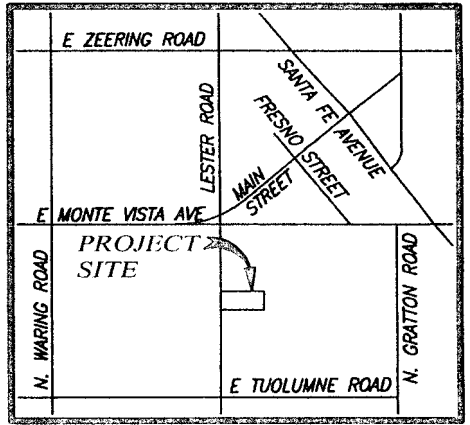 E ZEERING ROAD
SANTA FE AVENUE
FRESNO STREET
LESTER ROAD
MAIN
STREET
E MONTE VISTA AVE
PROJECT
SITE
N. WARING ROAD
N. GRATTON ROAD
E TUOLUMNE ROAD